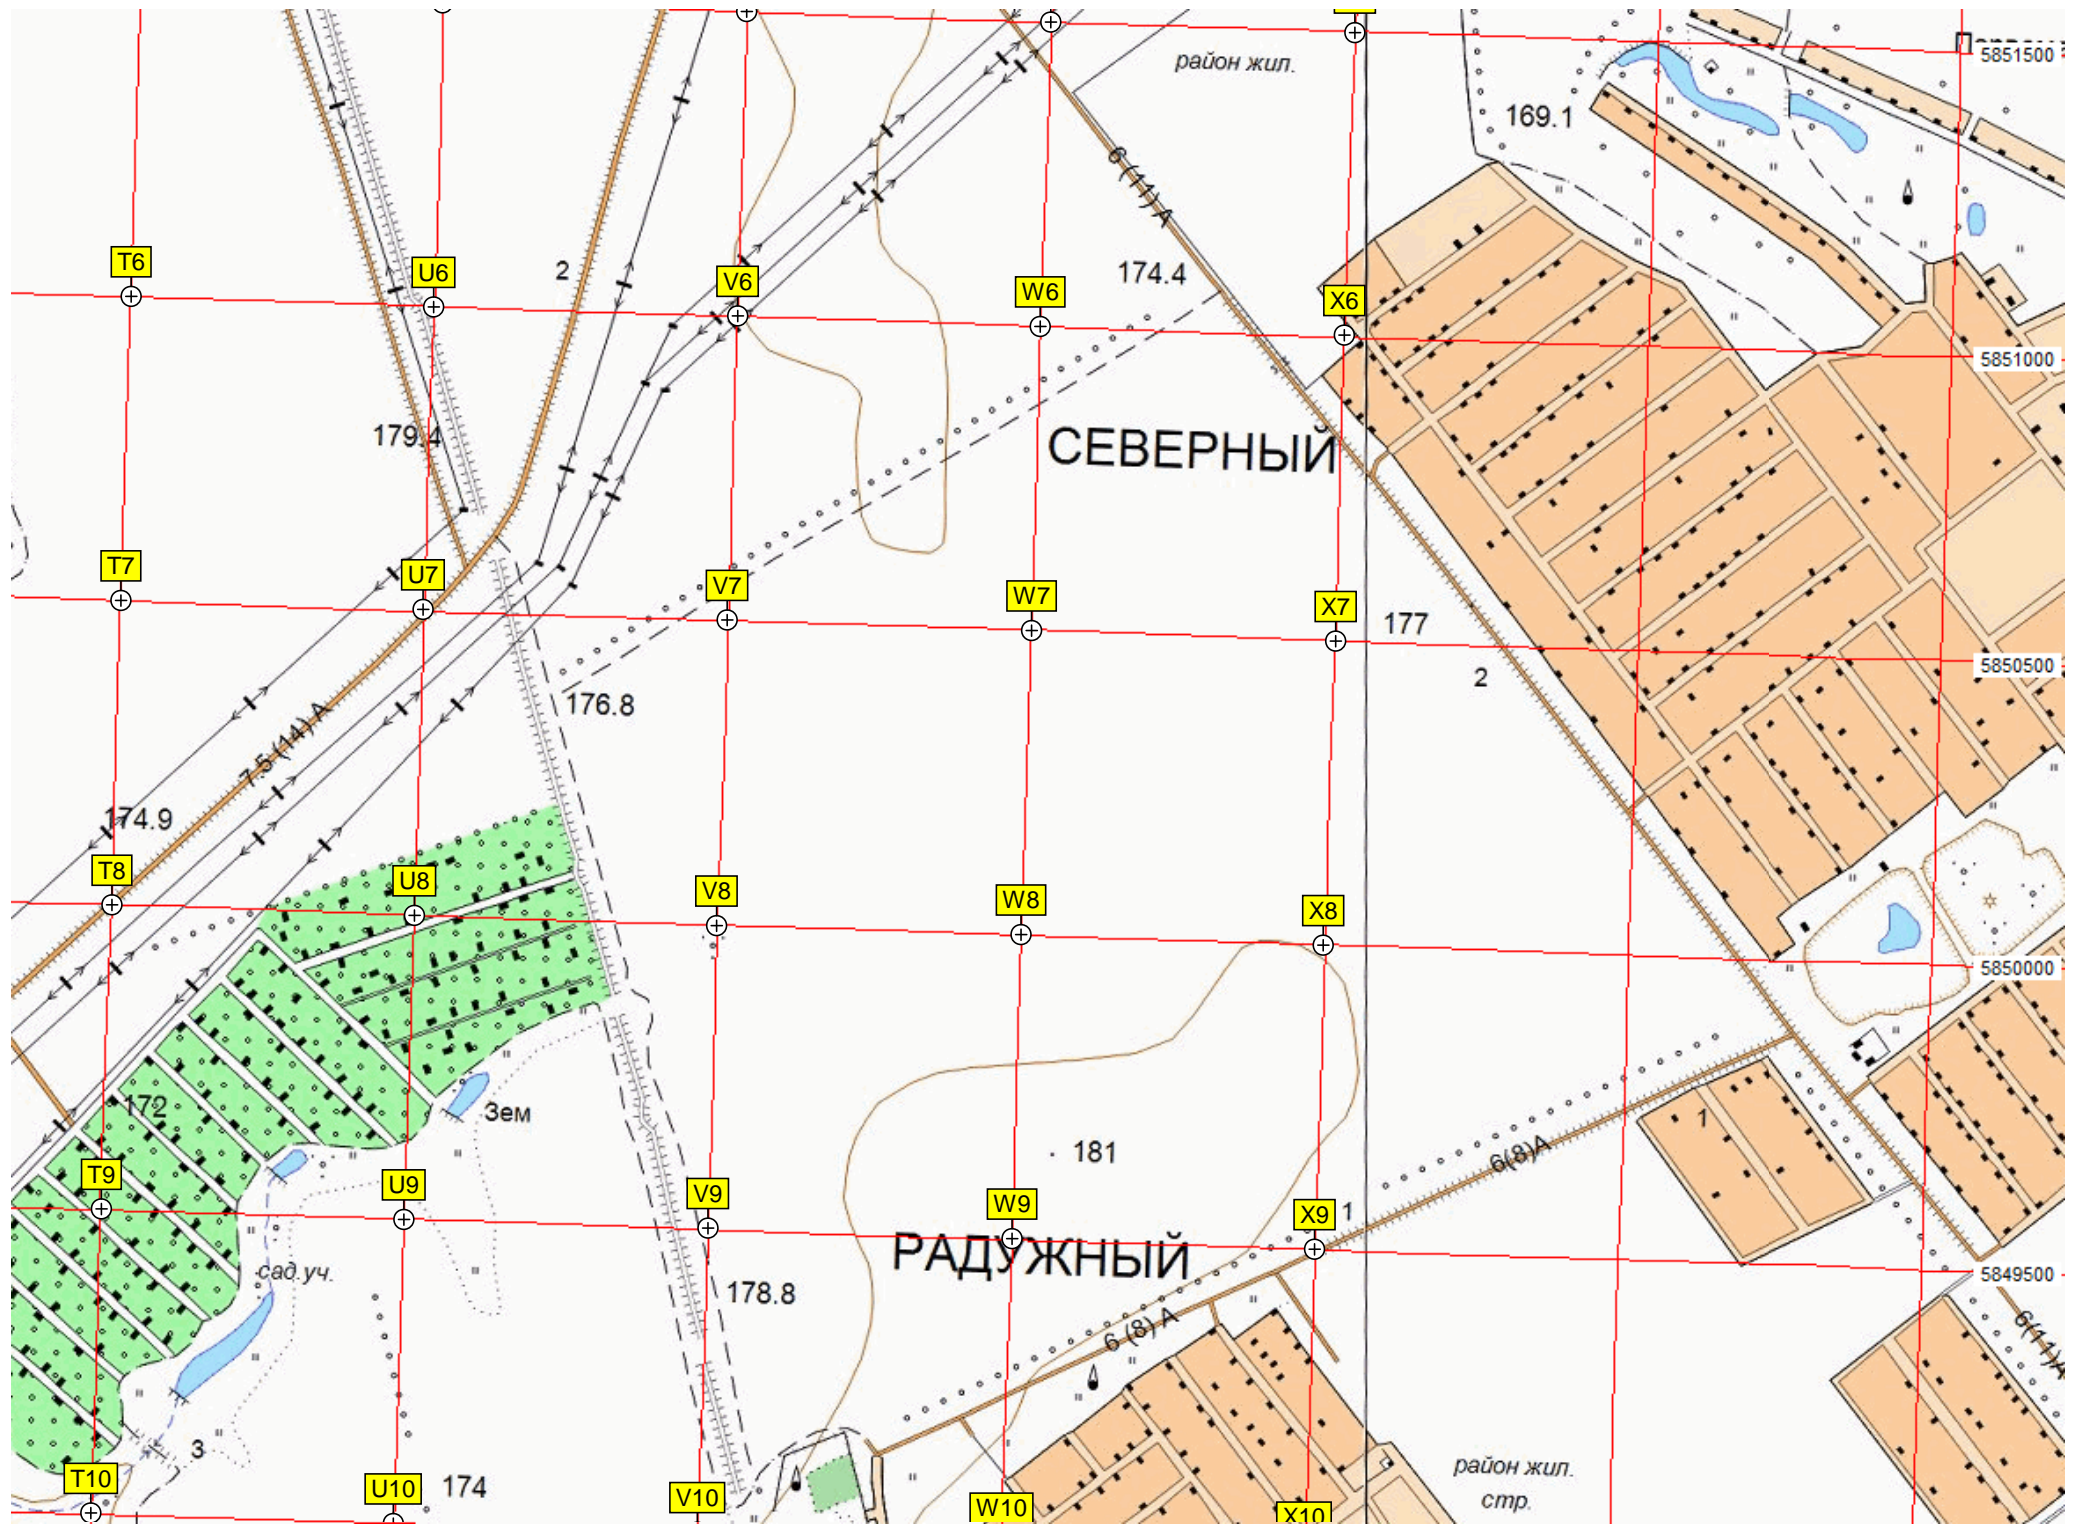 5851500
район жил.
169.1
6 (11) А
T6
U6
2
V6
174.4
W6
X6
5851000
179.4
СЕВЕРНЫЙ
T7
U7
V7
W7
X7
177
5850500
2
176.8
7.5 (14) А
174.9
T8
U8
V8
W8
X8
5850000
172
Зем
1
181
6(8)А
T9
U9
V9
W9
X9
1
РАДУЖНЫЙ
сад.уч.
5849500
178.8
6 (8) А
6(11)А
3
район жил.
стр.
T10
U10
174
V10
W10
X10